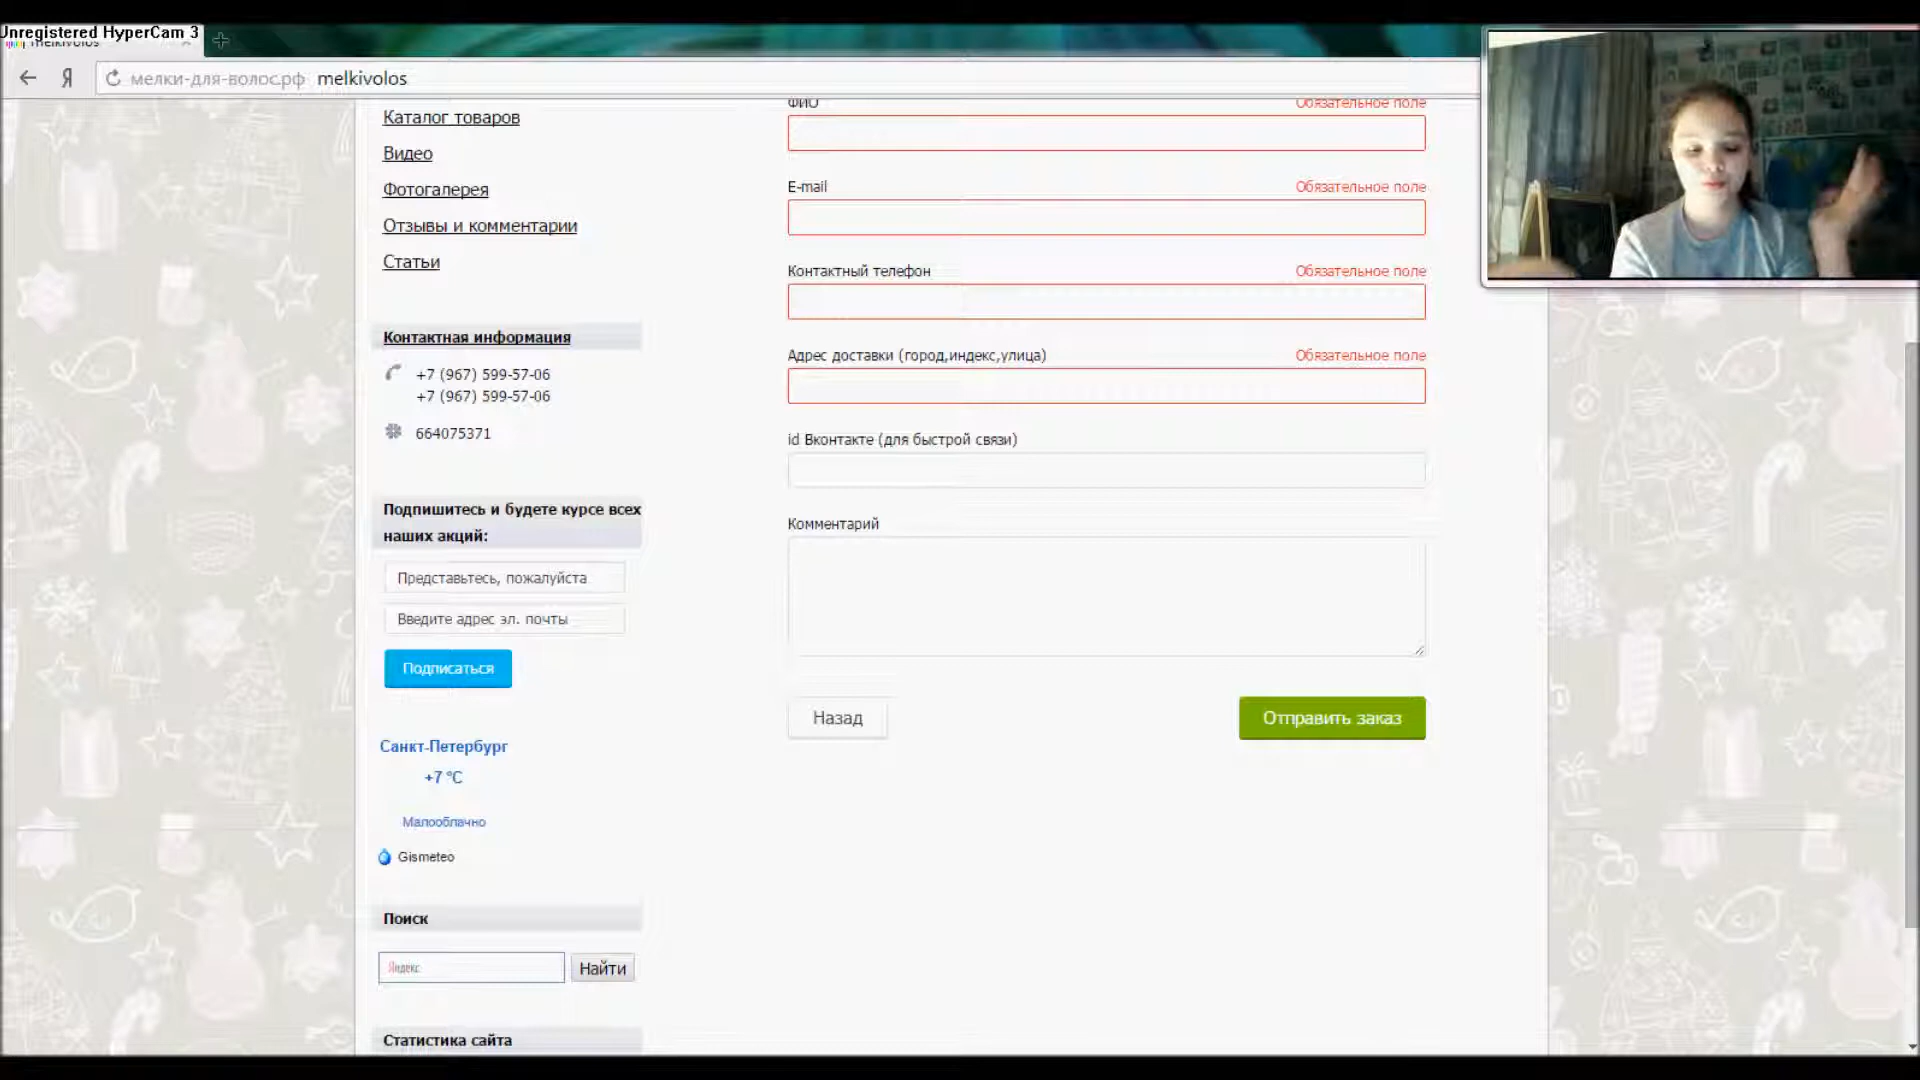 Unregistered HyperCam 3
melkivolos
Я
мелки-для-волос.рф melkivolos
Каталог товаров
Видео
Фотогалерея
Отзывы и комментарии
Статьи
Контактная информация
+7 (967) 599-57-06
+7 (967) 599-57-06
664075371
Подпишитесь и будете курсе всех
наших акций:
Представьтесь, пожалуйста
Введите адрес эл. почты
Подписаться
Санкт-Петербург
+7 °C
Малооблачно
Gismeteo
Поиск
Яндекс
Найти
Статистика сайта
ФИО Обязательное поле
E-mail Обязательное поле
Контактный телефон Обязательное поле
Адрес доставки (город,индекс,улица) Обязательное поле
id Вконтакте (для быстрой связи)
Комментарий
Назад
Отправить заказ